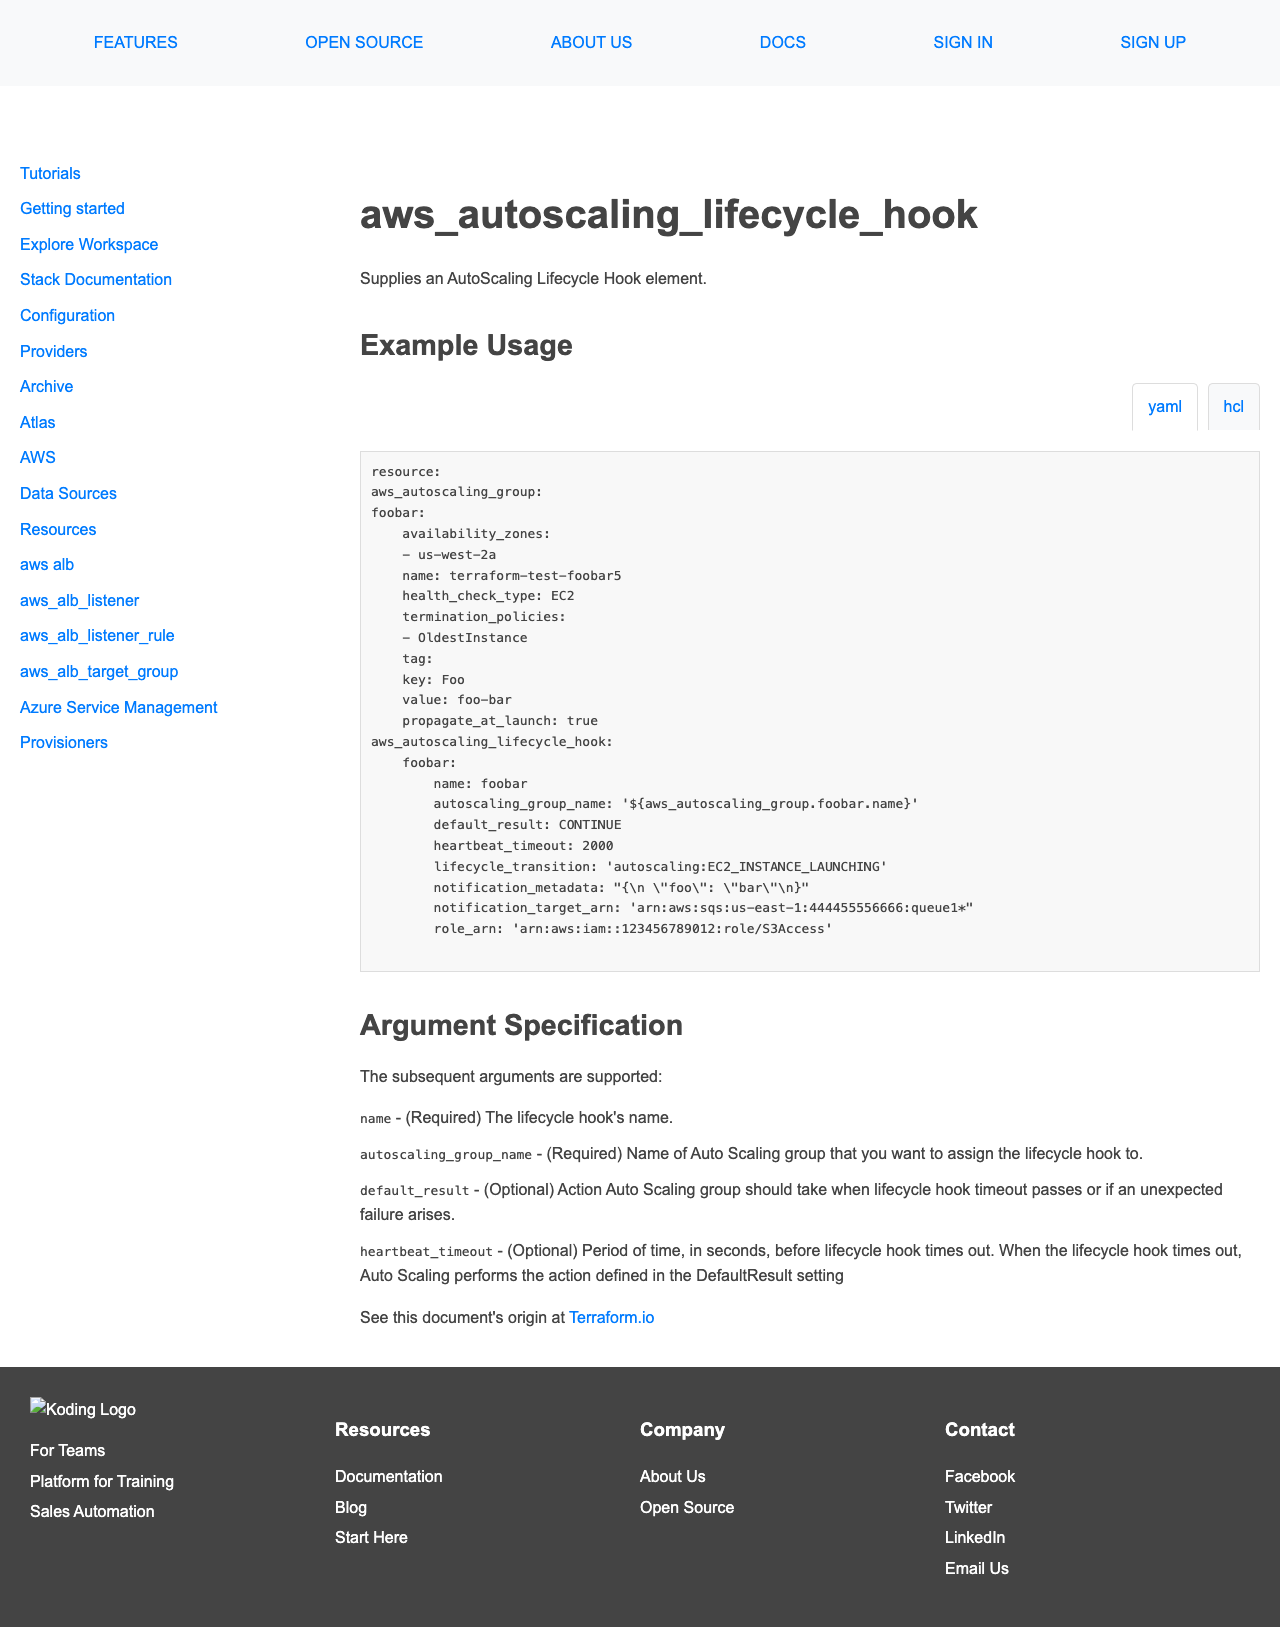 FEATURES
OPEN SOURCE
ABOUT US
DOCS
SIGN IN
SIGN UP
Tutorials
Getting started
Explore Workspace
Stack Documentation
Configuration
Providers
Archive
Atlas
AWS
Data Sources
Resources
aws alb
aws_alb_listener
aws_alb_listener_rule
aws_alb_target_group
Azure Service Management
Provisioners
aws_autoscaling_lifecycle_hook
Supplies an AutoScaling Lifecycle Hook element.
Example Usage
yaml
hcl
resource:
aws_autoscaling_group:
foobar:
    availability_zones:
    - us-west-2a
    name: terraform-test-foobar5
    health_check_type: EC2
    termination_policies:
    - OldestInstance
    tag:
    key: Foo
    value: foo-bar
    propagate_at_launch: true
aws_autoscaling_lifecycle_hook:
    foobar:
        name: foobar
        autoscaling_group_name: '${aws_autoscaling_group.foobar.name}'
        default_result: CONTINUE
        heartbeat_timeout: 2000
        lifecycle_transition: 'autoscaling:EC2_INSTANCE_LAUNCHING'
        notification_metadata: "{\n \"foo\": \"bar\"\n}"
        notification_target_arn: 'arn:aws:sqs:us-east-1:444455556666:queue1*"
        role_arn: 'arn:aws:iam::123456789012:role/S3Access'
Argument Specification
The subsequent arguments are supported:
name - (Required) The lifecycle hook's name.
autoscaling_group_name - (Required) Name of Auto Scaling group that you want to assign the lifecycle hook to.
default_result - (Optional) Action Auto Scaling group should take when lifecycle hook timeout passes or if an unexpected
failure arises.
heartbeat_timeout - (Optional) Period of time, in seconds, before lifecycle hook times out. When the lifecycle hook times out,
Auto Scaling performs the action defined in the DefaultResult setting
See this document's origin at Terraform.io
Koding Logo
For Teams
Platform for Training
Sales Automation
Resources
Documentation
Blog
Start Here
Company
About Us
Open Source
Contact
Facebook
Twitter
LinkedIn
Email Us